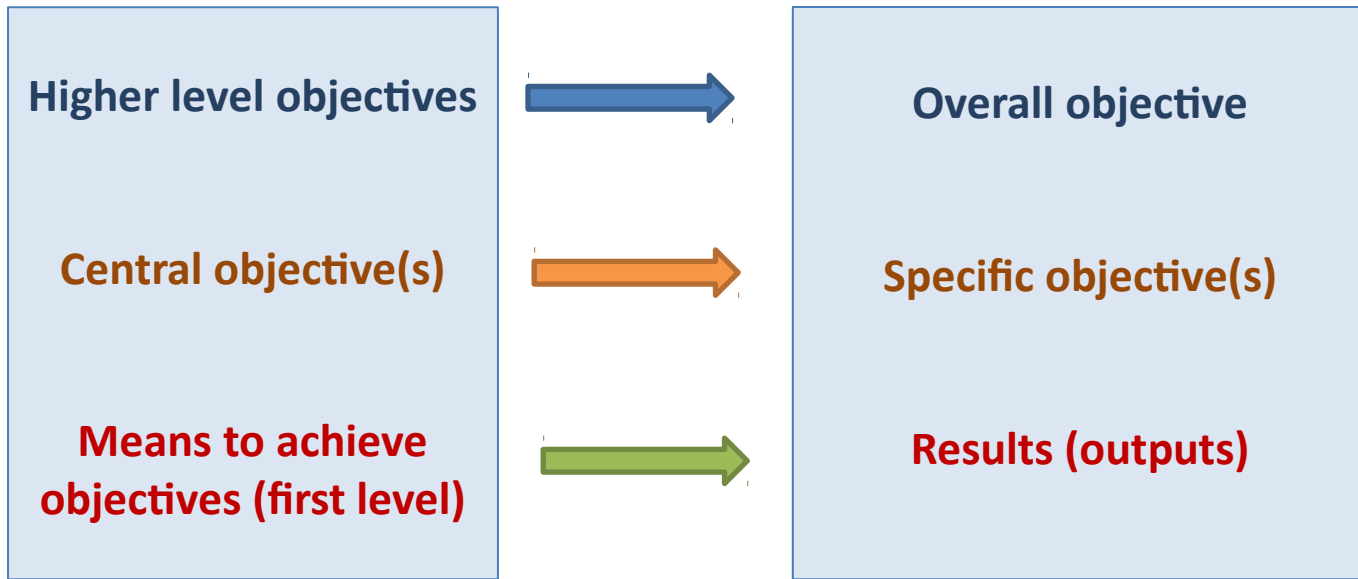 Higher level objectives
Overall objective
Central objective(s)
Specific objective(s)
Means to achieve
objectives (first level)
Results (outputs)